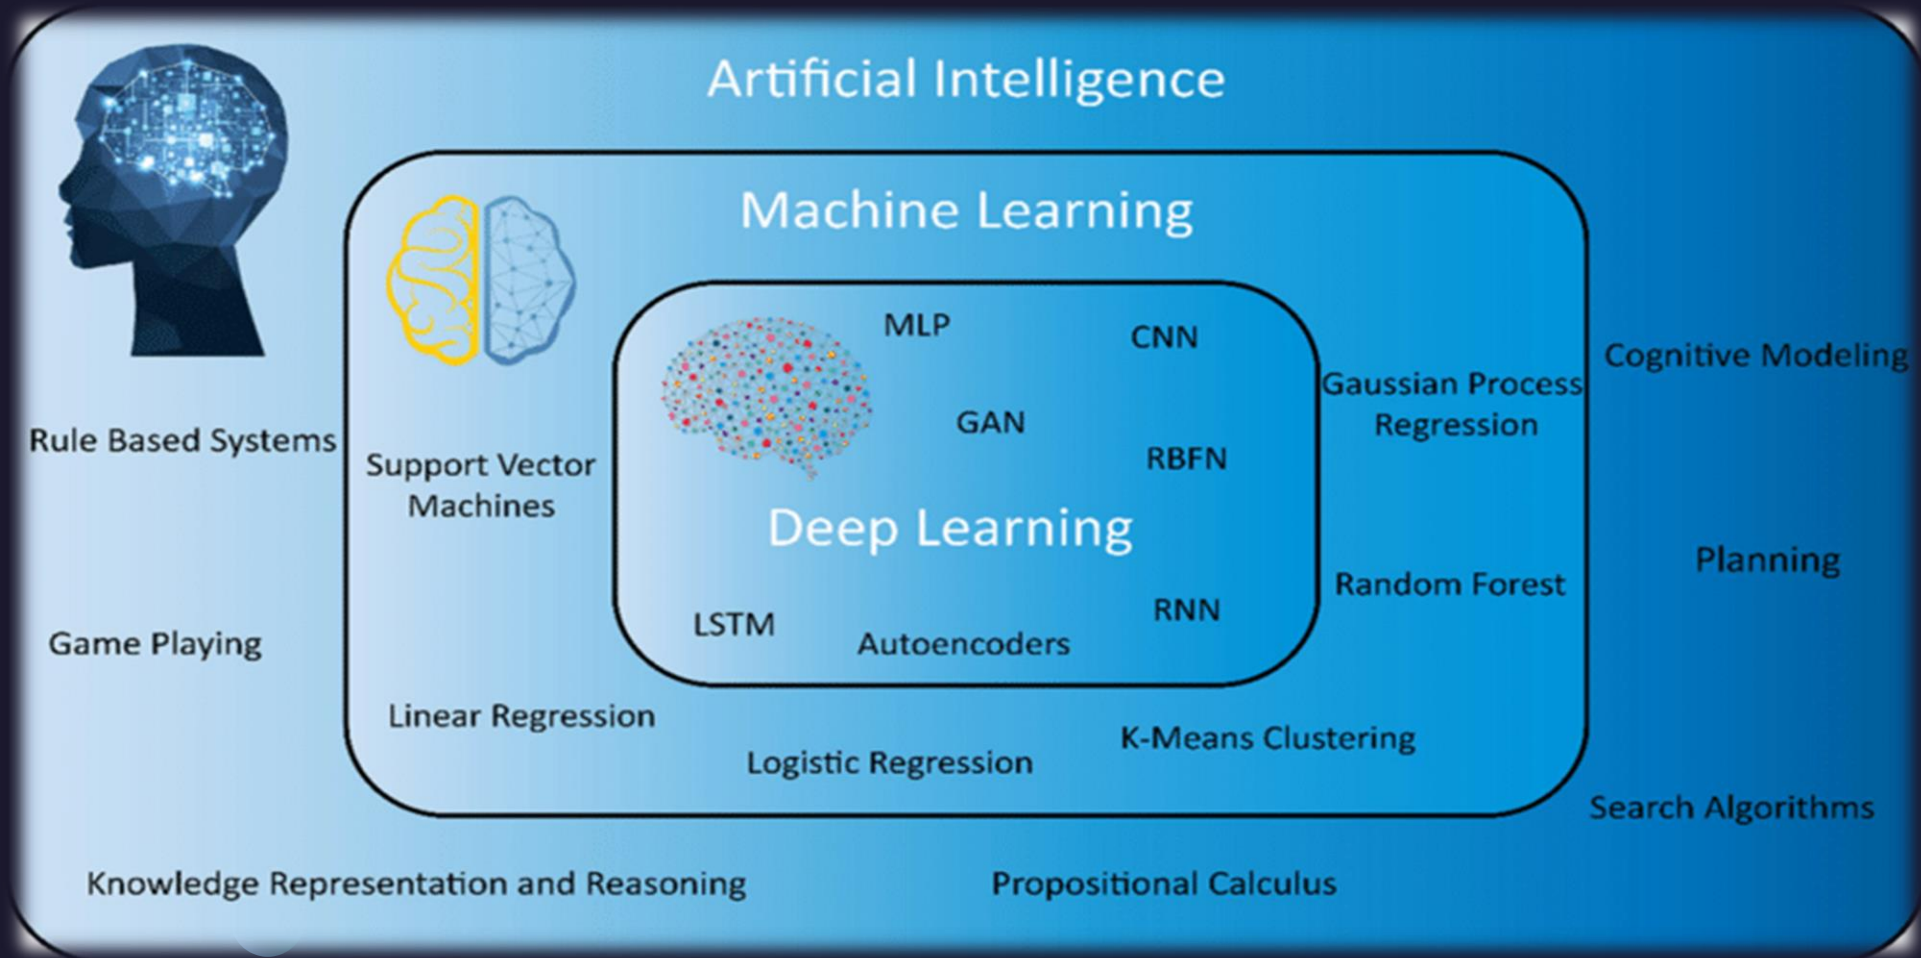 Artificial Intelligence
Machine Learning
MLP
CNN
Cognitive Modeling
Gaussian Process
Regression
GAN
Rule Based Systems
RBFN
Support Vector
Machines
Deep Learning
Planning
Random Forest
RNN
LSTM
Autoencoders
Game Playing
Linear Regression
K-Means Clustering
Logistic Regression
Search Algorithms
Knowledge Representation and Reasoning
Propositional Calculus